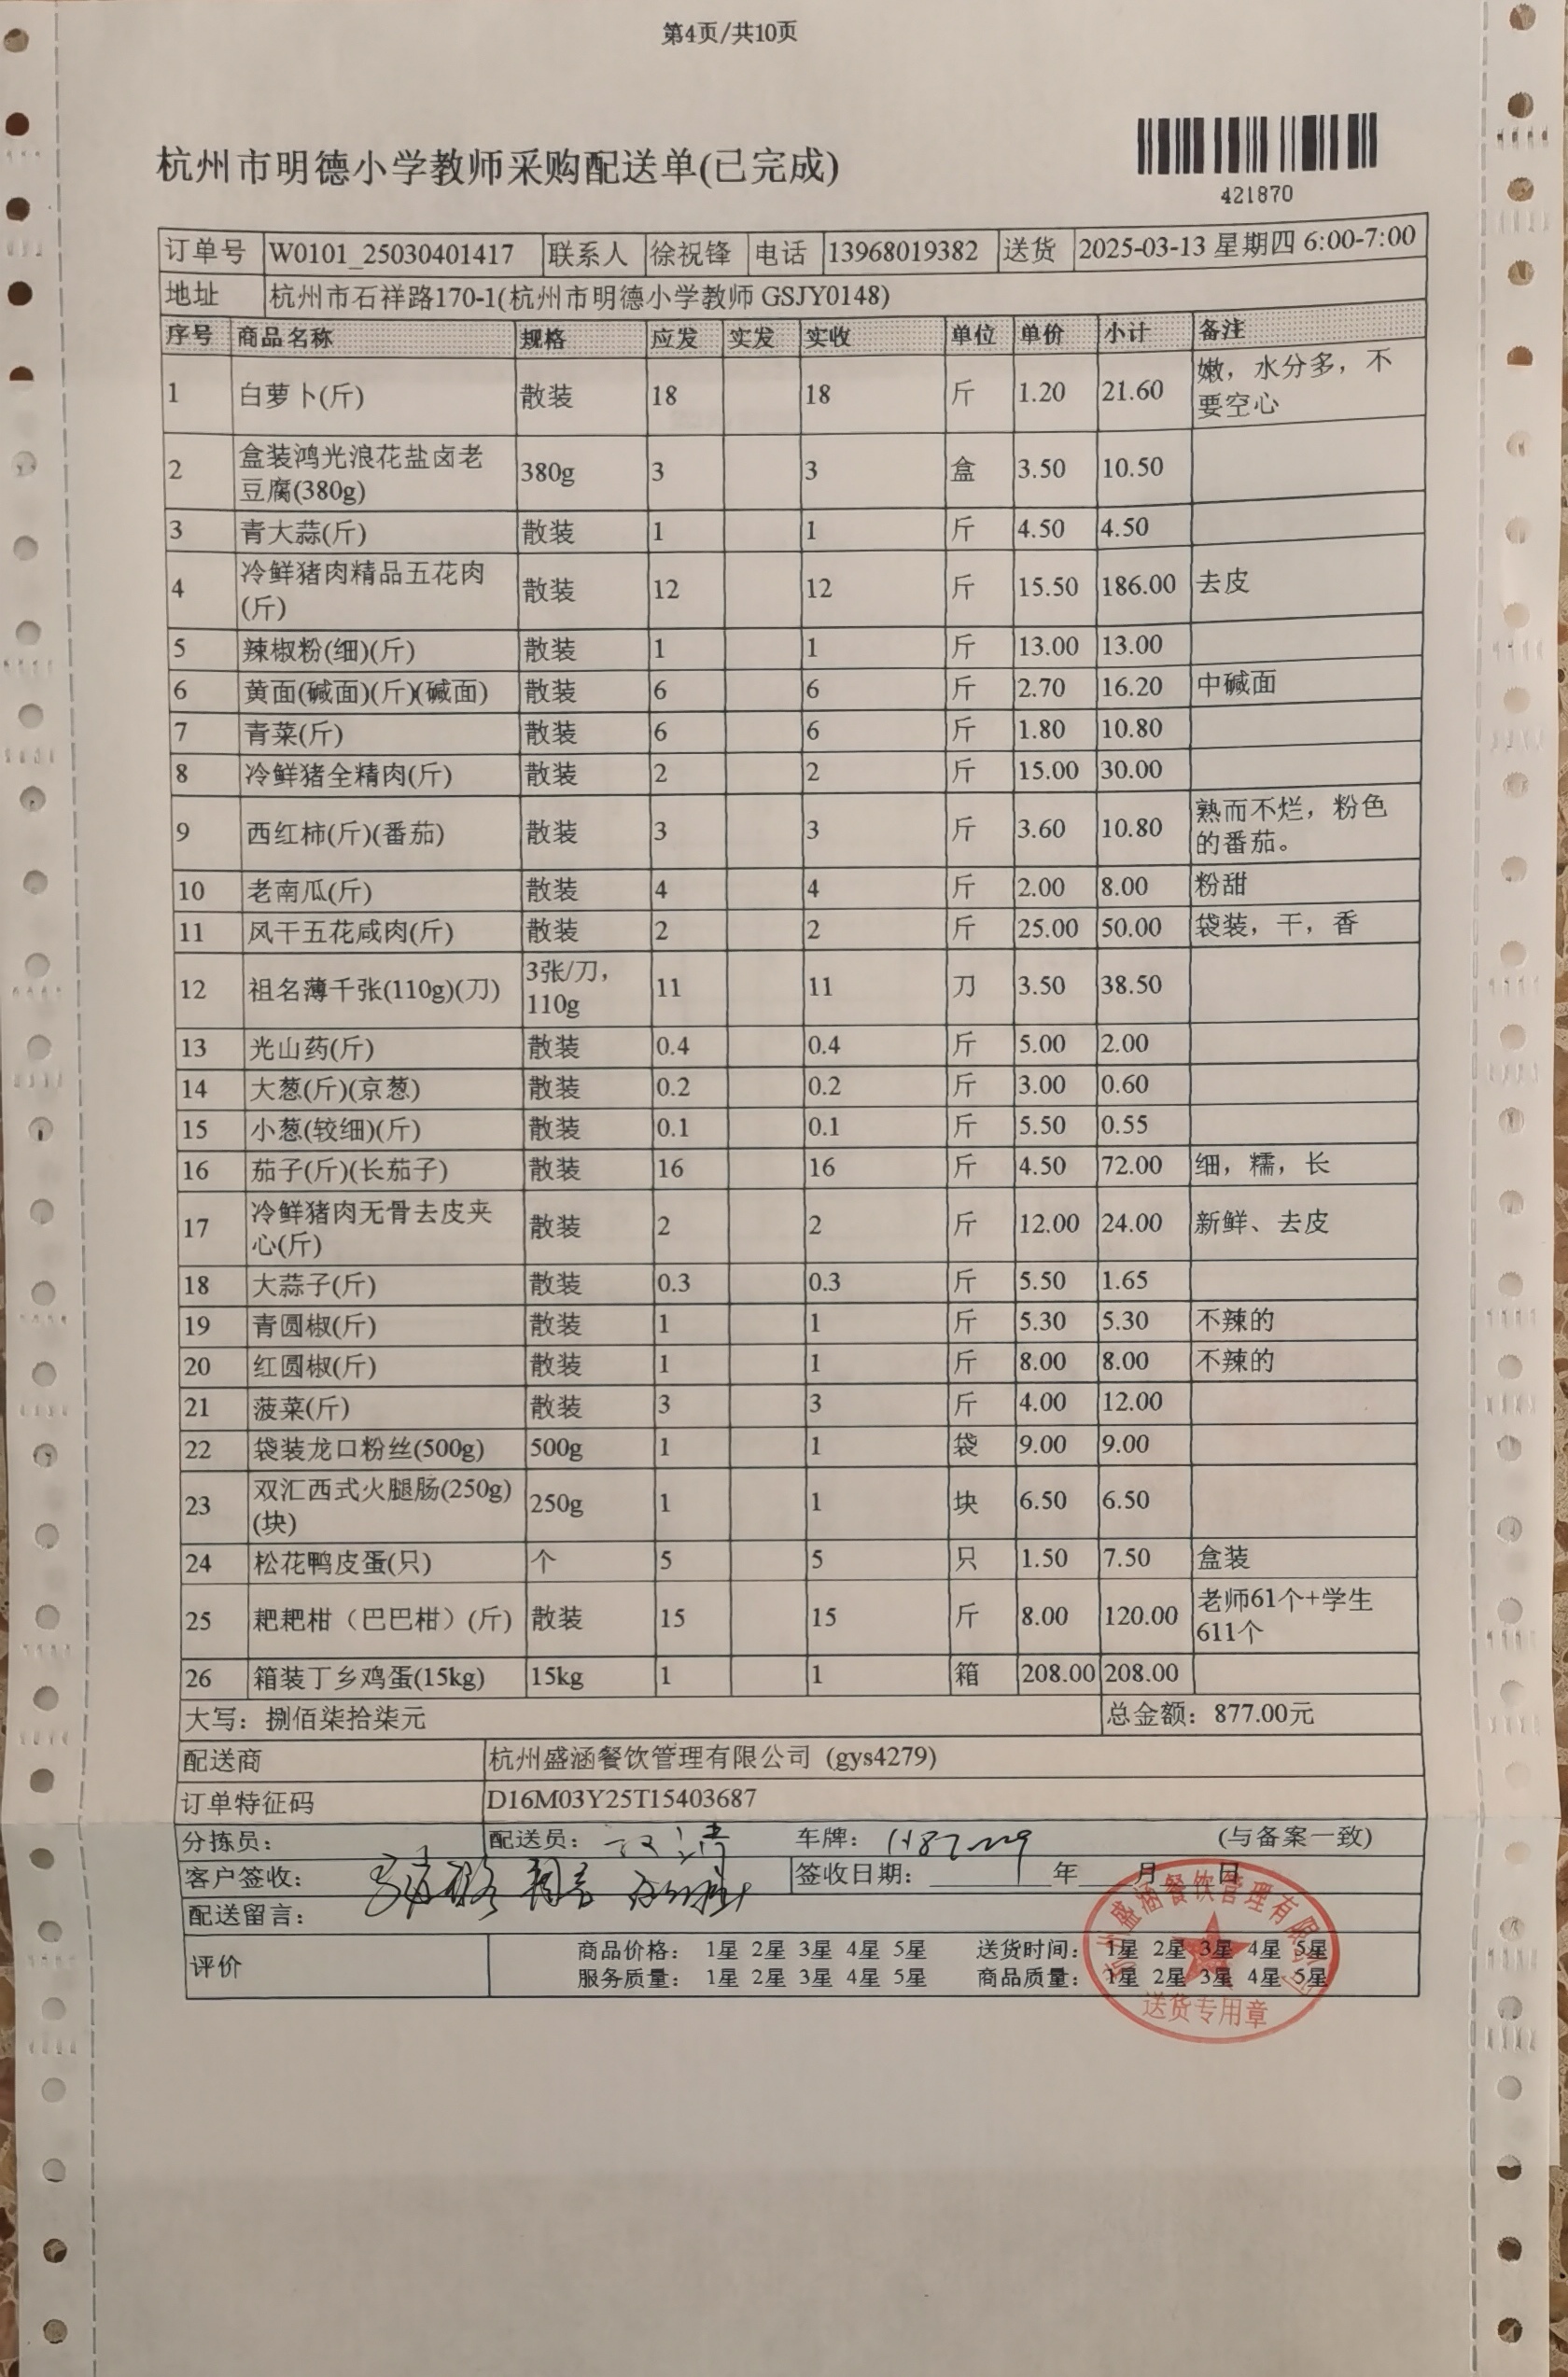 第4页/共10页
杭州市明德小学教师采购配送单(已完成)
421870
订单号 W0101_25030401417 联系人 徐祝锋 电话 13968019382 送货 2025-03-13 星期四 6:00-7:00
地址 杭州市石祥路170-1(杭州市明德小学教师 GSJY0148)
序号 商品名称 规格 应发 实发 实收 单位 单价 小计 备注
1 白萝卜(斤) 散装 18 18 斤 1.20 21.60 嫩，水分多，不
要空心
2 盒装鸿光浪花盐卤老
豆腐(380g) 380g 3 3 盒 3.50 10.50
3 青大蒜(斤) 散装 1 1 斤 4.50 4.50
4 冷鲜猪肉精品五花肉
(斤) 散装 12 12 斤 15.50 186.00 去皮
5 辣椒粉(细)(斤) 散装 1 1 斤 13.00 13.00
6 黄面(碱面)(斤)(碱面) 散装 6 6 斤 2.70 16.20 中碱面
7 青菜(斤) 散装 6 6 斤 1.80 10.80
8 冷鲜猪全精肉(斤) 散装 2 2 斤 15.00 30.00
9 西红柿(斤)(番茄) 散装 3 3 斤 3.60 10.80 熟而不烂，粉色
的番茄。
10 老南瓜(斤) 散装 4 4 斤 2.00 8.00 粉甜
11 风干五花咸肉(斤) 散装 2 2 斤 25.00 50.00 袋装，干，香
12 祖名薄千张(110g)(刀) 3张/刀，
110g 11 11 刀 3.50 38.50
13 光山药(斤) 散装 0.4 0.4 斤 5.00 2.00
14 大葱(斤)(京葱) 散装 0.2 0.2 斤 3.00 0.60
15 小葱(较细)(斤) 散装 0.1 0.1 斤 5.50 0.55
16 茄子(斤)(长茄子) 散装 16 16 斤 4.50 72.00 细，糯，长
17 冷鲜猪肉无骨去皮夹
心(斤) 散装 2 2 斤 12.00 24.00 新鲜、去皮
18 大蒜子(斤) 散装 0.3 0.3 斤 5.50 1.65
19 青圆椒(斤) 散装 1 1 斤 5.30 5.30 不辣的
20 红圆椒(斤) 散装 1 1 斤 8.00 8.00 不辣的
21 菠菜(斤) 散装 3 3 斤 4.00 12.00
22 袋装龙口粉丝(500g) 500g 1 1 袋 9.00 9.00
23 双汇西式火腿肠(250g)
(块) 250g 1 1 块 6.50 6.50
24 松花鸭皮蛋(只) 个 5 5 只 1.50 7.50 盒装
25 耙耙柑（巴巴柑）(斤) 散装 15 15 斤 8.00 120.00 老师61个+学生
611个
26 箱装丁乡鸡蛋(15kg) 15kg 1 1 箱 208.00 208.00
大写：捌佰柒拾柒元 总金额：877.00元
配送商 杭州盛涵餐饮管理有限公司 (gys4279)
订单特征码 D16M03Y25T15403687
分拣员： 配送员： 车牌： (与备案一致)
客户签收： 签收日期： 年 月 日
配送留言：
评价 商品价格： 1星 2星 3星 4星 5星 送货时间： 1星 2星 3星 4星 5星
服务质量： 1星 2星 3星 4星 5星 商品质量： 1星 2星 3星 4星 5星
杭州盛涵餐饮管理有限公司
送货专用章